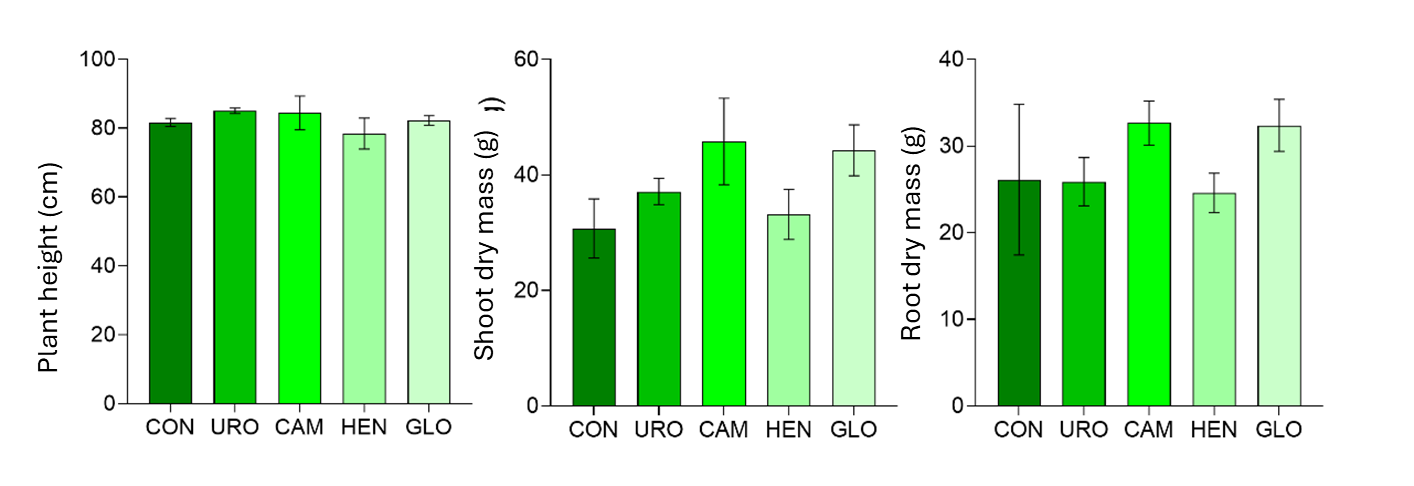 Plant height (cm)
100
80
60
40
20
0
CON URO CAM HEN GLO
Shoot dry mass (g)
60
40
20
0
CON URO CAM HEN GLO
Root dry mass (g)
40
30
20
10
0
CON URO CAM HEN GLO